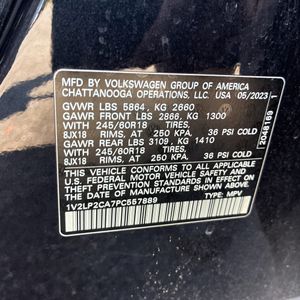 MFD. BY VOLKSWAGEN GROUP OF AMERICA
CHATTANOOGA OPERATIONS, LLC. USA 05/2023
GVWR LBS 5864, KG 2660
GAWR FRONT LBS 2866, KG 1300
WITH 245/60R18 TIRES,
8JX18 RIMS, AT 250 KPA. 36 PSI COLD
GAWR REAR LBS 3109, KG 1410
WITH 245/60R18 TIRES,
8JX18 RIMS, AT 250 KPA. 36 PSI COLD
THIS VEHICLE CONFORMS TO ALL APPLICABLE
U.S. FEDERAL MOTOR VEHICLE SAFETY AND
THEFT PREVENTION STANDARDS IN EFFECT ON
THE DATE OF MANUFACTURE SHOWN ABOVE.
1V2LP2CA7PC557889 TYPE: MPV
2048169